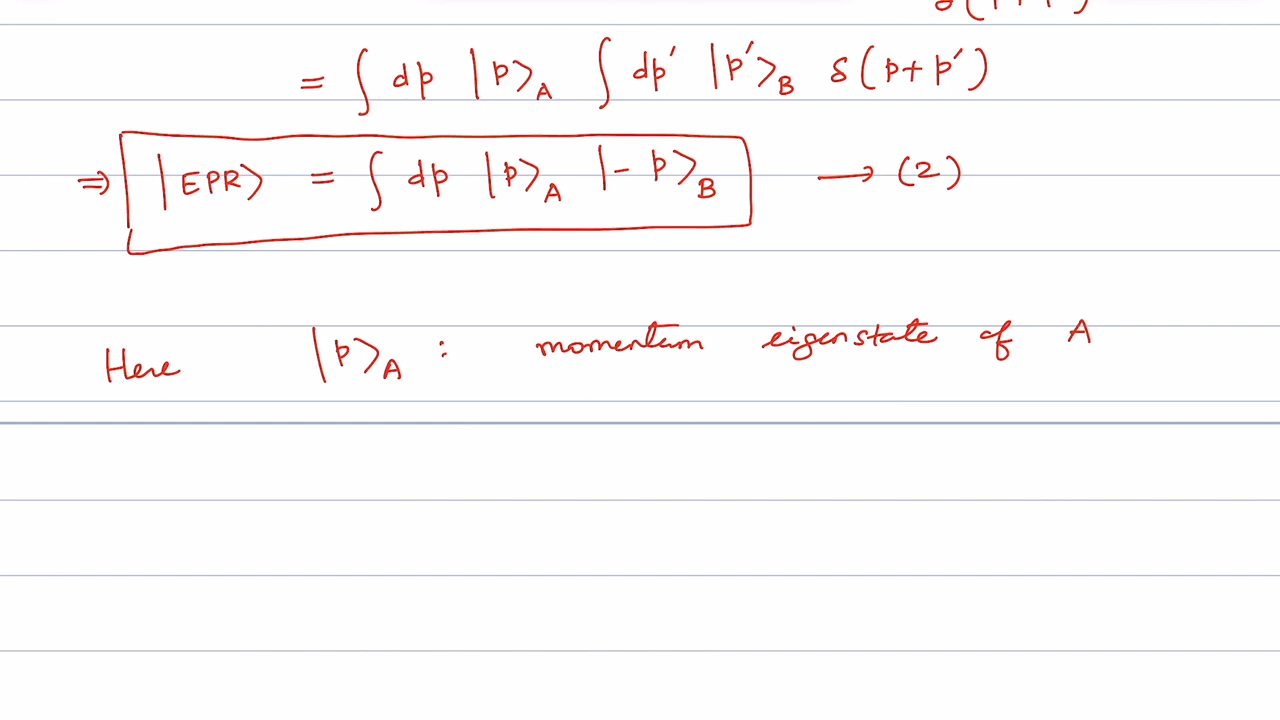 = ∫ dp |p⟩_A ∫ dp′ |p′⟩_B δ(p+p′)
⇒ |EPR⟩ = ∫ dp |p⟩_A |-p⟩_B ⟶ (2)
Here |p⟩_A : momentum eigenstate of A